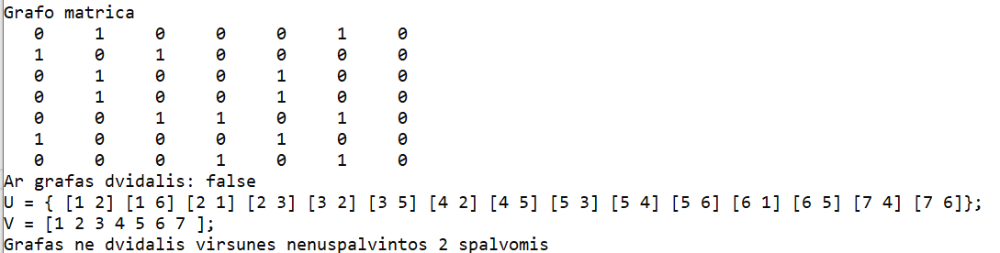 Grafo matrica
0 1 0 0 0 1 0
1 0 1 0 0 0 0
0 1 0 0 1 0 0
0 1 0 0 1 0 0
0 0 1 1 0 1 0
1 0 0 0 1 0 0
0 0 0 1 0 1 0
Ar grafas dvidalis: false
U = { [1 2] [1 6] [2 1] [2 3] [3 2] [3 5] [4 2] [4 5] [5 3] [5 4] [5 6] [6 1] [6 5] [7 4] [7 6]};
V = [1 2 3 4 5 6 7 ];
Grafas ne dvidalis virsunes nenuspalvintos 2 spalvomis